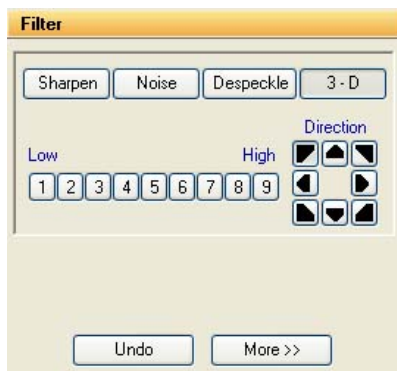 Filter
Sharpen Noise Despeckle 3 - D
Direction
Low High
1 2 3 4 5 6 7 8 9
Undo More >>